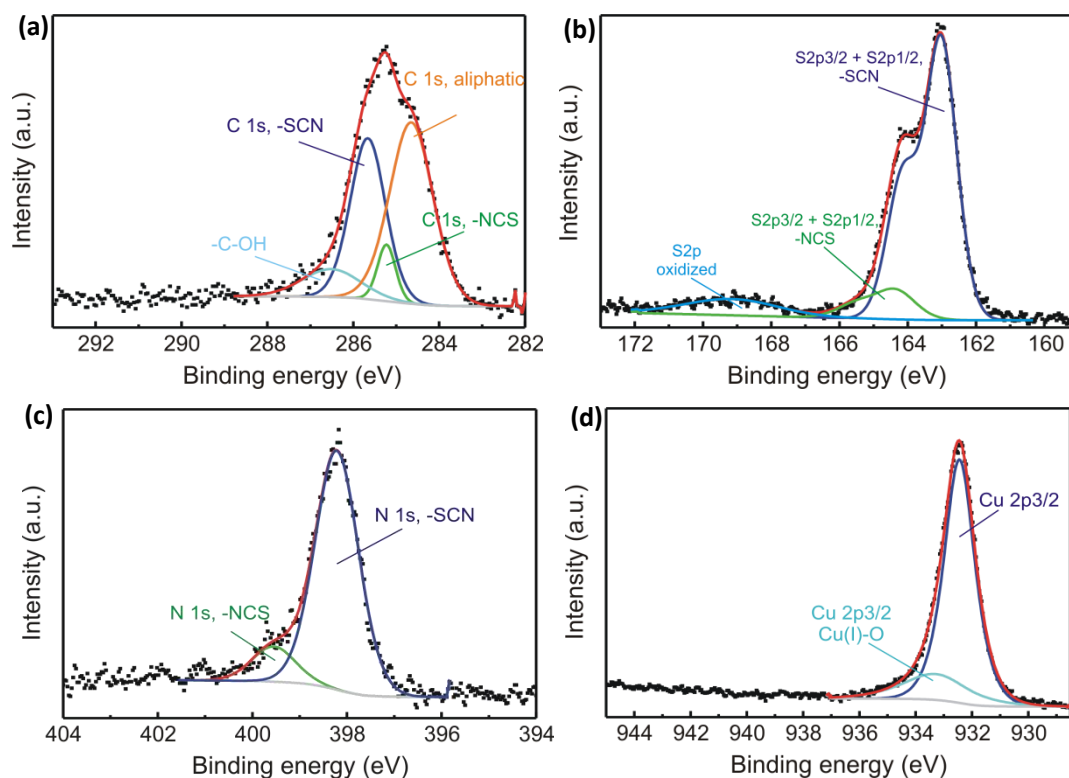 (a)
Intensity (a.u.)
C 1s, aliphatic
C 1s, -SCN
C 1s, -NCS
-C-OH
292 290 288 286 284 282
Binding energy (eV)
(b)
Intensity (a.u.)
S2p3/2 + S2p1/2,
-SCN
S2p3/2 + S2p1/2,
-NCS
S2p
oxidized
172 170 168 166 164 162 160
Binding energy (eV)
(c)
Intensity (a.u.)
N 1s, -SCN
N 1s, -NCS
404 402 400 398 396 394
Binding energy (eV)
(d)
Intensity (a.u.)
Cu 2p3/2
Cu 2p3/2
Cu(I)-O
944 942 940 938 936 934 932 930
Binding energy (eV)